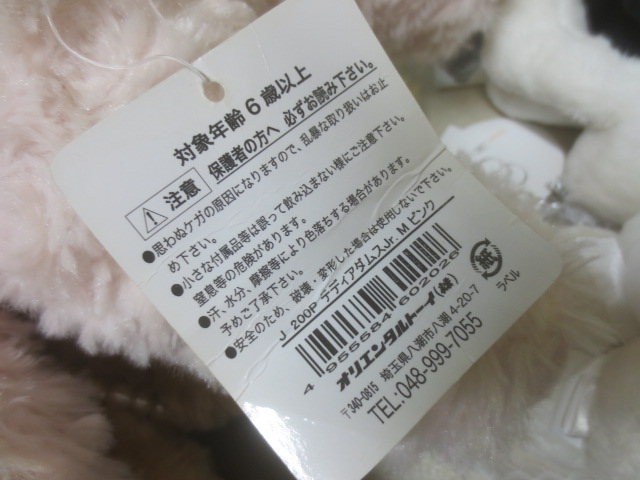 対象年齢 6 歳以上
注意 保護者の方へ 必ずお読み下さい。
●思わぬケガの原因になりますので、乱暴な取り扱いはお止
め下さい。
●小さな付属品等は誤って飲み込まない様にご注意下さい。
窒息等の危険があります。
●汗、水分、摩擦等により色落ちする場合があります。
予めご了承下さい。
●安全のため、破壊・変形した場合は使用しないで下さい。
J 200P テディアダムスJr. M ピンク
4 955584 602026
オリエンタルトーイ(株)
〒340-0815 埼玉県八潮市八潮 4-20-7
TEL:048-999-7055
紙
ラベル